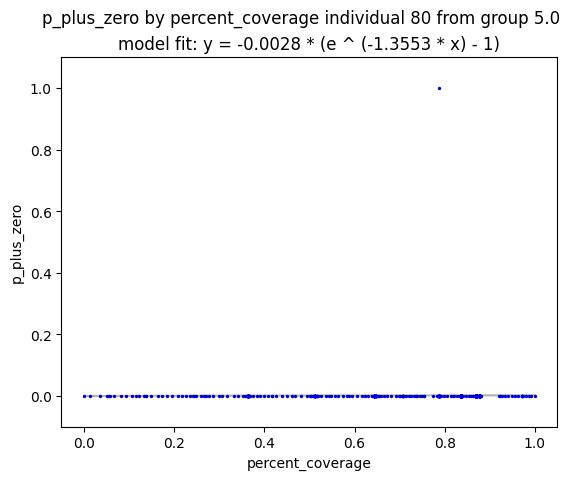 p_plus_zero by percent_coverage individual 80 from group 5.0
model fit: y = -0.0028 * (e ^ (-1.3553 * x) - 1)
1.0
0.8
0.6
0.4
0.2
0.0
p_plus_zero
0.0 0.2 0.4 0.6 0.8 1.0
percent_coverage